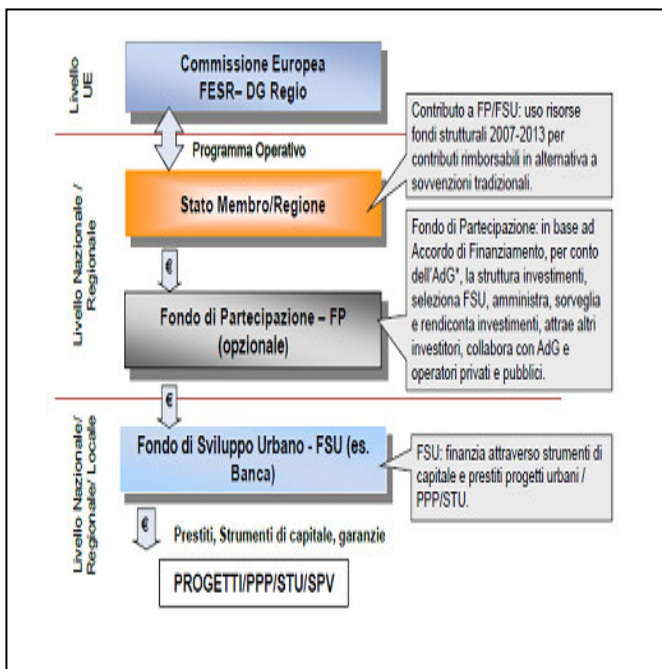 Livello
UE
Commissione Europea
FESR– DG Regio
Programma Operativo
Contributo a FP/FSU: uso risorse
fondi strutturali 2007-2013 per
contributi rimborsabili in alternativa a
sovvenzioni tradizionali.
Livello Nazionale /
Regionale
Stato Membro/Regione
€
Fondo di Partecipazione – FP
(opzionale)
Fondo di Partecipazione: in base ad
Accordo di Finanziamento, per conto
dell'AdG*, la struttura investimenti,
seleziona FSU, amministra, sorveglia
e rendiconta investimenti, attrae altri
investitori, collabora con AdG e
operatori privati e pubblici.
€
Livello Nazionale/
Regionale/ Locale
Fondo di Sviluppo Urbano - FSU (es.
Banca)
FSU: finanzia attraverso strumenti di
capitale e prestiti progetti urbani /
PPP/STU.
€
Prestiti, Strumenti di capitale, garanzie
PROGETTI/PPP/STU/SPV